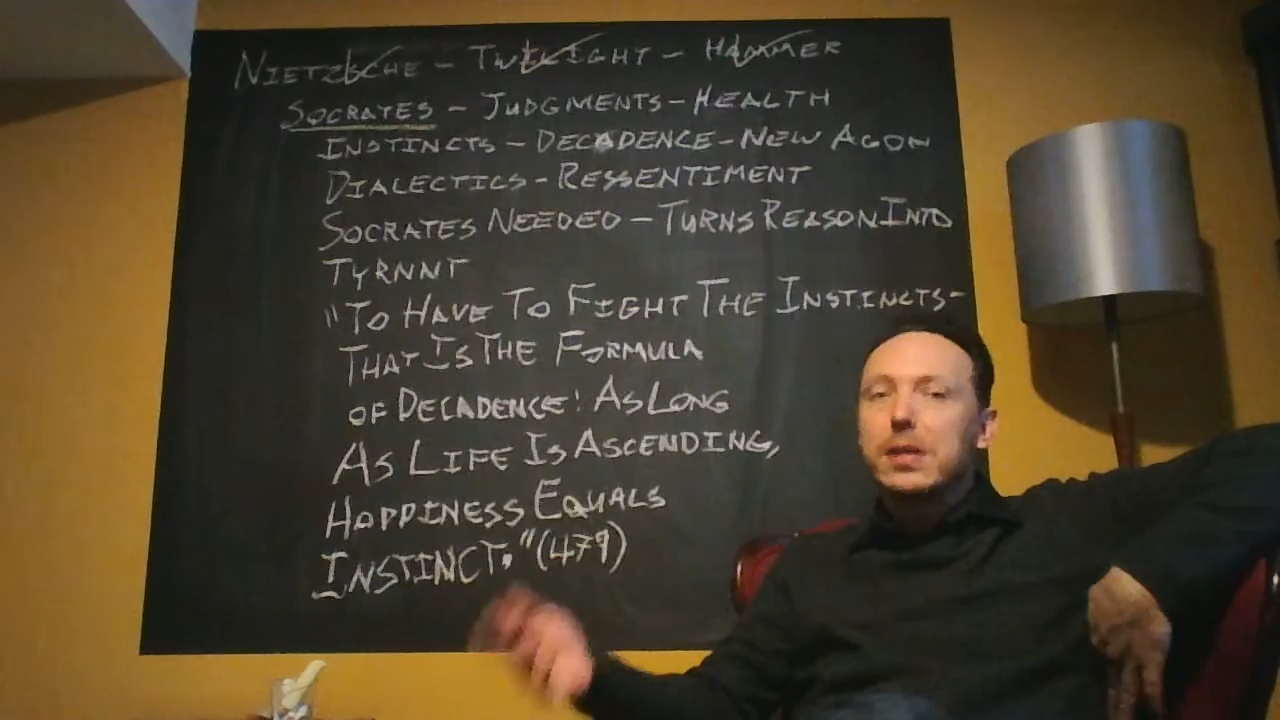 NIETZSCHE - TWILIGHT - HAMMER
SOCRATES - JUDGMENTS - HEALTH
INSTINCTS - DECADENCE - NEW AGON
DIALECTICS - RESSENTIMENT
SOCRATES NEEDED - TURNS REASON INTO
TYRNNT
"TO HAVE TO FIGHT THE INSTINCTS -
THAT IS THE FORMULA
OF DECADENCE: AS LONG
AS LIFE IS ASCENDING,
HAPPINESS EQUALS
INSTINCT." (479)